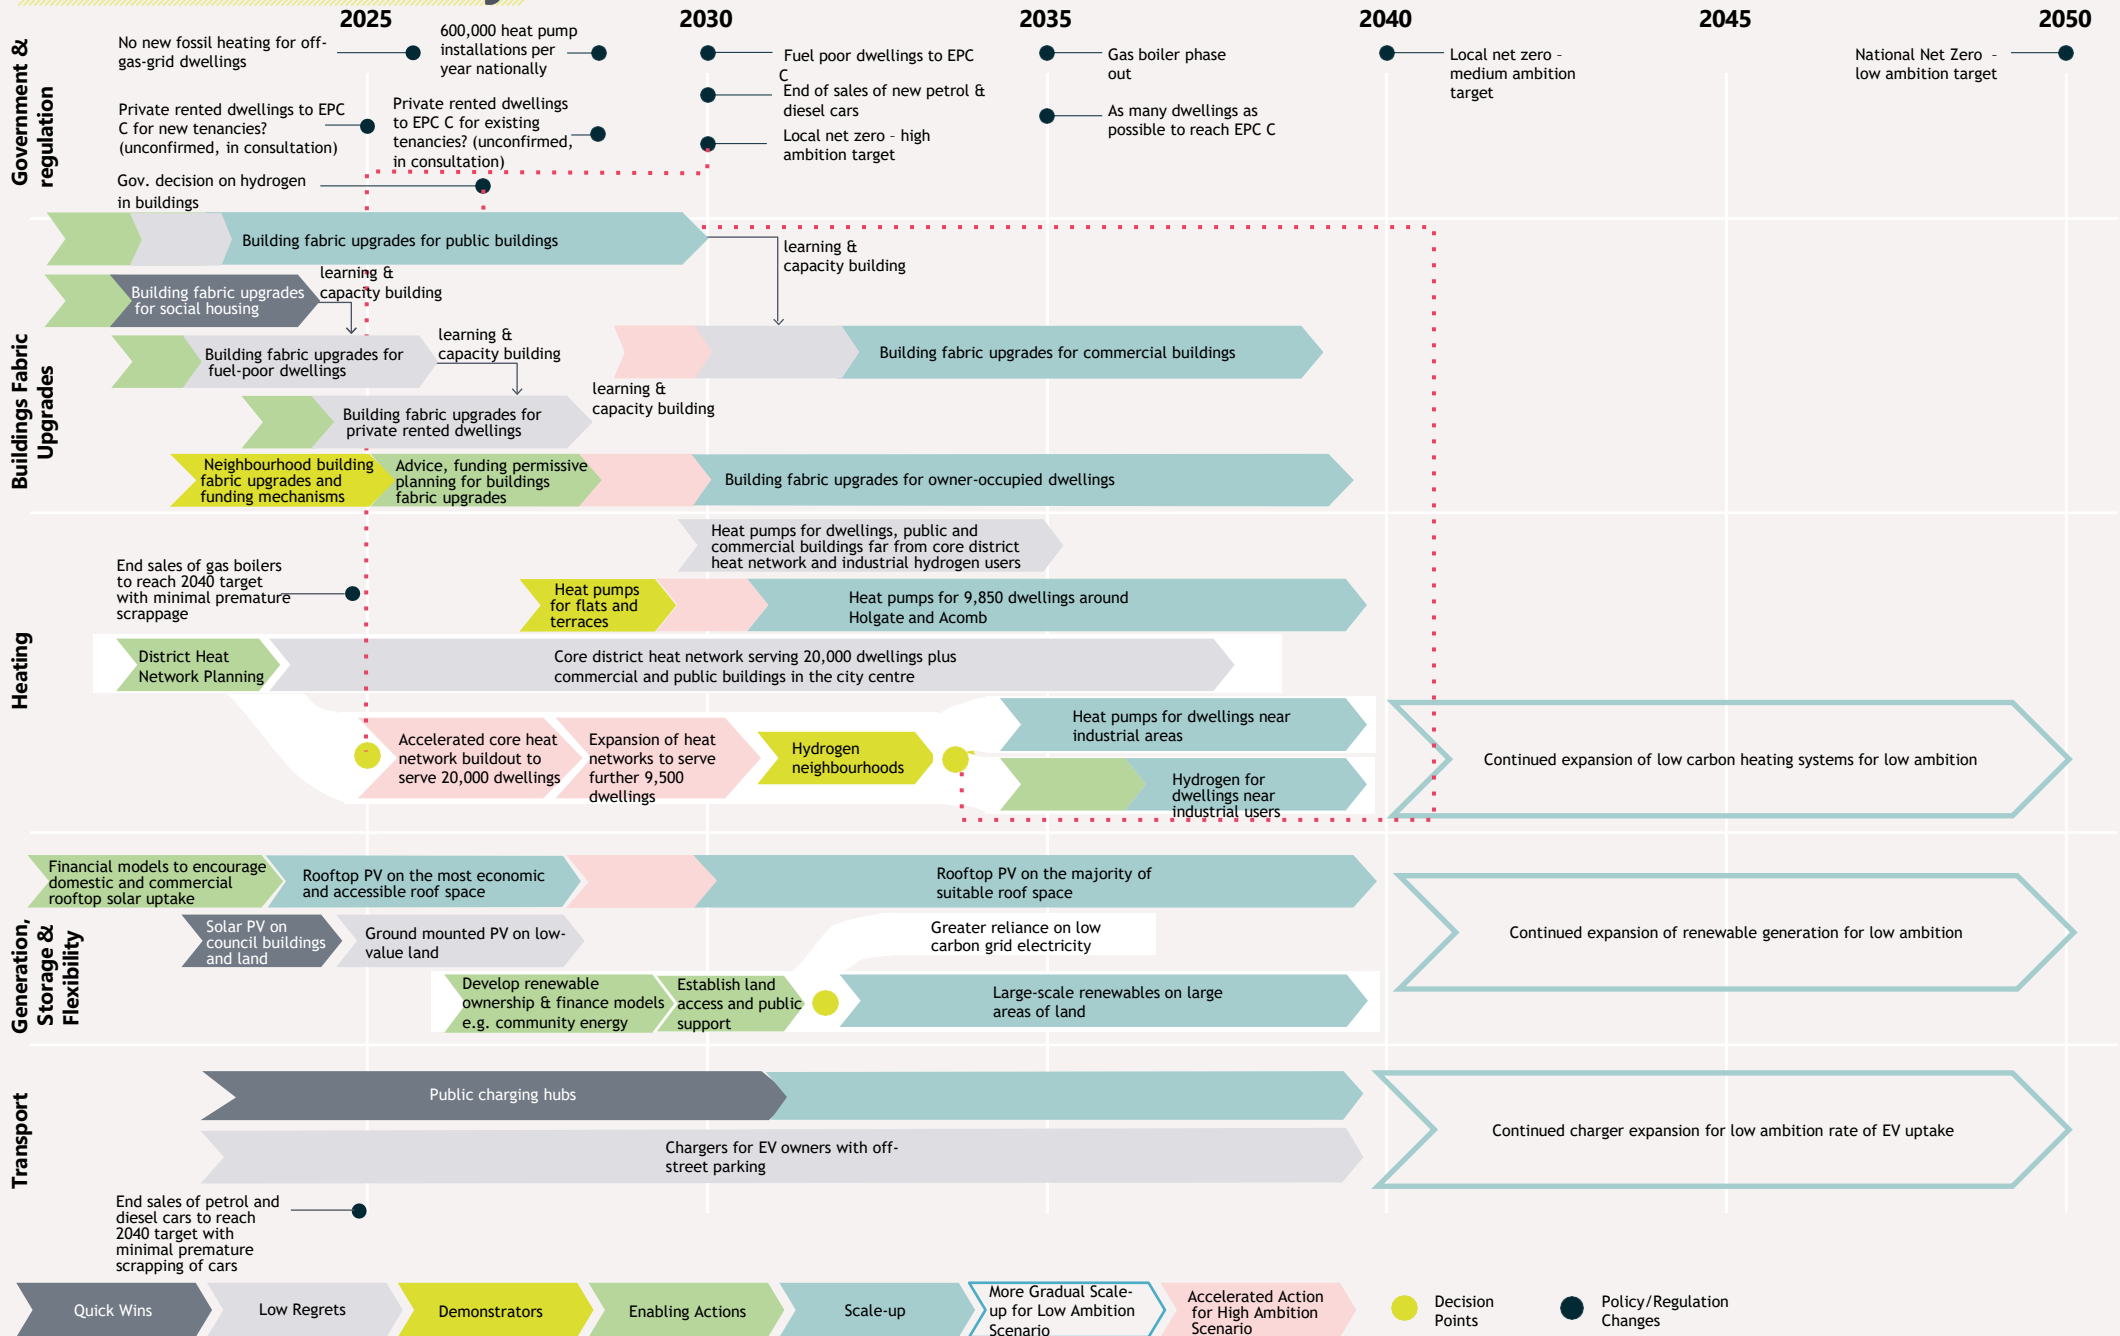 2025
2030
2035
2040
2045
2050
Government &
regulation
No new fossil heating for off-
gas-grid dwellings
600,000 heat pump
installations per
year nationally
Fuel poor dwellings to EPC
C
Gas boiler phase
out
Local net zero -
medium ambition
target
National Net Zero -
low ambition target
Private rented dwellings to EPC
C for new tenancies?
(unconfirmed, in consultation)
Private rented dwellings
to EPC C for existing
tenancies? (unconfirmed,
in consultation)
End of sales of new petrol &
diesel cars
As many dwellings as
possible to reach EPC C
Local net zero - high
ambition target
Gov. decision on hydrogen
in buildings
Buildings Fabric
Upgrades
Building fabric upgrades for public buildings
learning &
capacity building
Building fabric upgrades
for social housing
learning &
capacity building
Building fabric upgrades for
fuel-poor dwellings
learning &
capacity building
Building fabric upgrades for commercial buildings
Building fabric upgrades for
private rented dwellings
learning &
capacity building
Neighbourhood building
fabric upgrades and
funding mechanisms
Advice, funding permissive
planning for buildings
fabric upgrades
Building fabric upgrades for owner-occupied dwellings
Heating
Heat pumps for dwellings, public and
commercial buildings far from core district
heat network and industrial hydrogen users
End sales of gas boilers
to reach 2040 target
with minimal premature
scrappage
Heat pumps
for flats and
terraces
Heat pumps for 9,850 dwellings around
Holgate and Acomb
District Heat
Network Planning
Core district heat network serving 20,000 dwellings plus
commercial and public buildings in the city centre
Accelerated core heat
network buildout to
serve 20,000 dwellings
Expansion of heat
networks to serve
further 9,500
dwellings
Hydrogen
neighbourhoods
Heat pumps for dwellings near
industrial areas
Hydrogen for
dwellings near
industrial users
Continued expansion of low carbon heating systems for low ambition
Generation,
Storage &
Flexibility
Financial models to encourage
domestic and commercial
rooftop solar uptake
Rooftop PV on the most economic
and accessible roof space
Rooftop PV on the majority of
suitable roof space
Solar PV on
council buildings
and land
Ground mounted PV on low-
value land
Greater reliance on low
carbon grid electricity
Continued expansion of renewable generation for low ambition
Develop renewable
ownership & finance models
e.g. community energy
Establish land
access and public
support
Large-scale renewables on large
areas of land
Transport
Public charging hubs
Chargers for EV owners with off-
street parking
Continued charger expansion for low ambition rate of EV uptake
End sales of petrol and
diesel cars to reach
2040 target with
minimal premature
scrapping of cars
Quick Wins
Low Regrets
Demonstrators
Enabling Actions
Scale-up
More Gradual Scale-
up for Low Ambition
Scenario
Accelerated Action
for High Ambition
Scenario
Decision
Points
Policy/Regulation
Changes